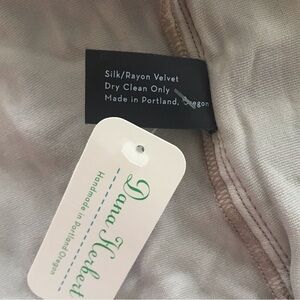 Silk/Rayon Velvet
Dry Clean Only
Made in Portland, Oregon
Dana Herbert
Handmade in Portland Oregon